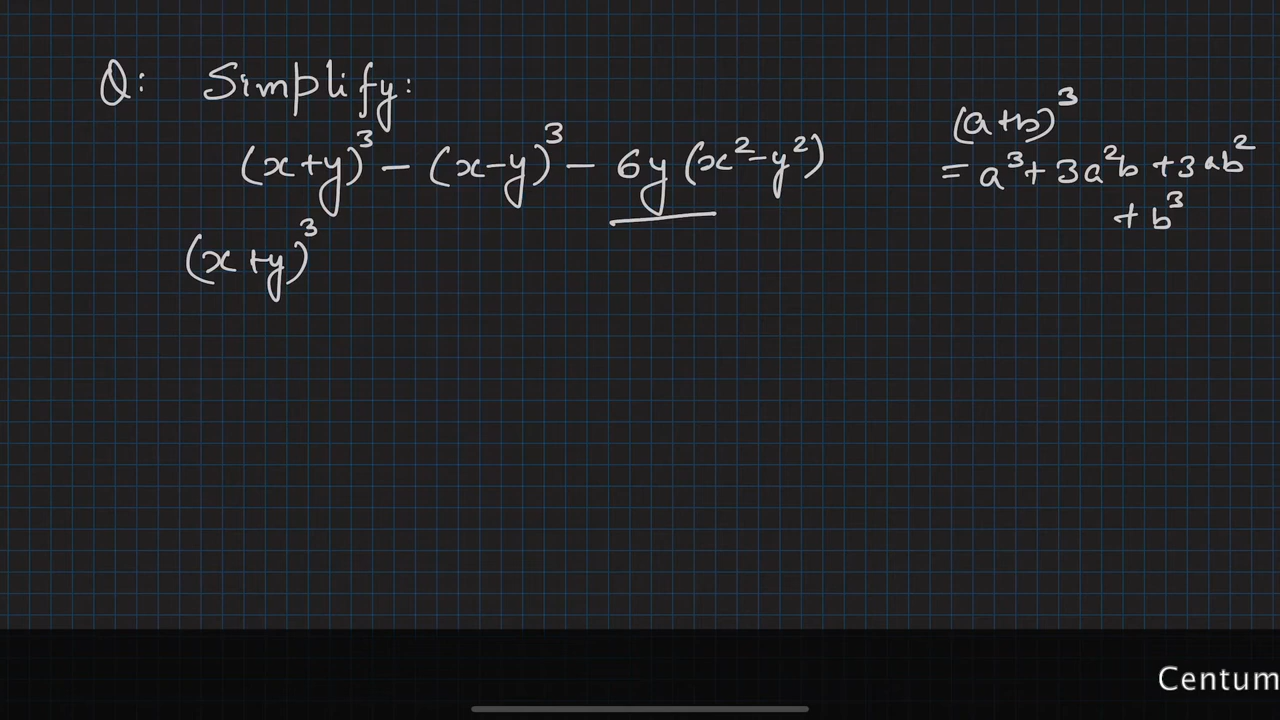 Q: Simplify:
(x+y)³ - (x-y)³ - 6y(x²-y²)
(x+y)³
(a+b)³
= a³+3a²b+3ab²
+ b³
Centum